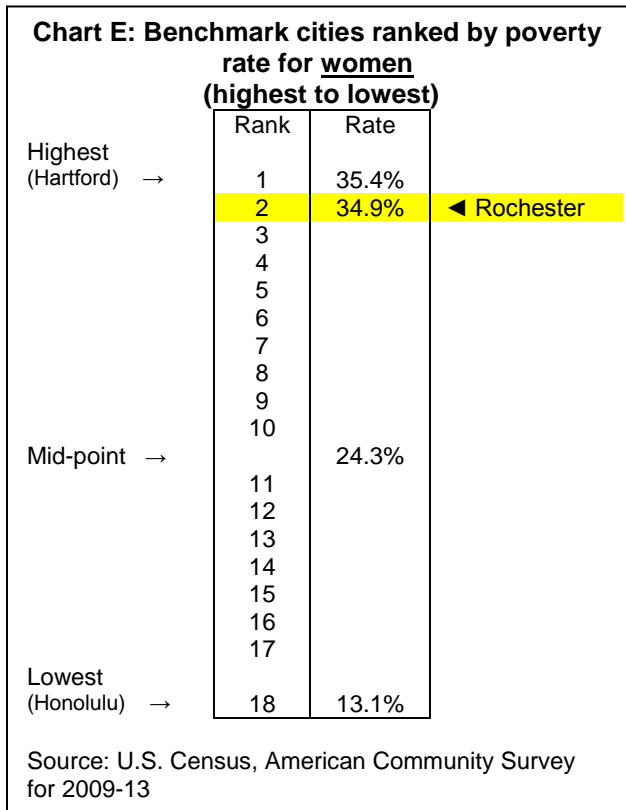 Chart E: Benchmark cities ranked by poverty
rate for women
(highest to lowest)
Rank Rate
Highest
(Hartford) → 1 35.4%
2 34.9% ◄ Rochester
3
4
5
6
7
8
9
10
Mid-point → 24.3%
11
12
13
14
15
16
17
Lowest
(Honolulu) → 18 13.1%
Source: U.S. Census, American Community Survey
for 2009-13